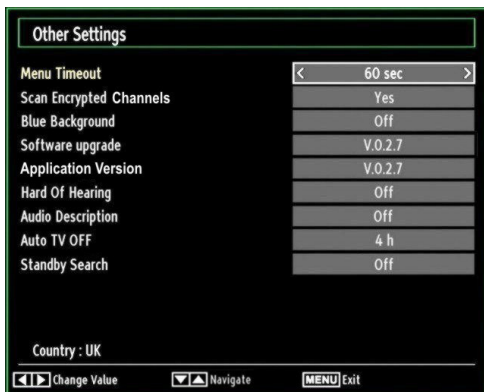 Other Settings
Menu Timeout < 60 sec >
Scan Encrypted Channels Yes
Blue Background Off
Software upgrade V.0.2.7
Application Version V.0.2.7
Hard Of Hearing Off
Audio Description Off
Auto TV OFF 4 h
Standby Search Off
Country : UK
Change Value Navigate MENU Exit